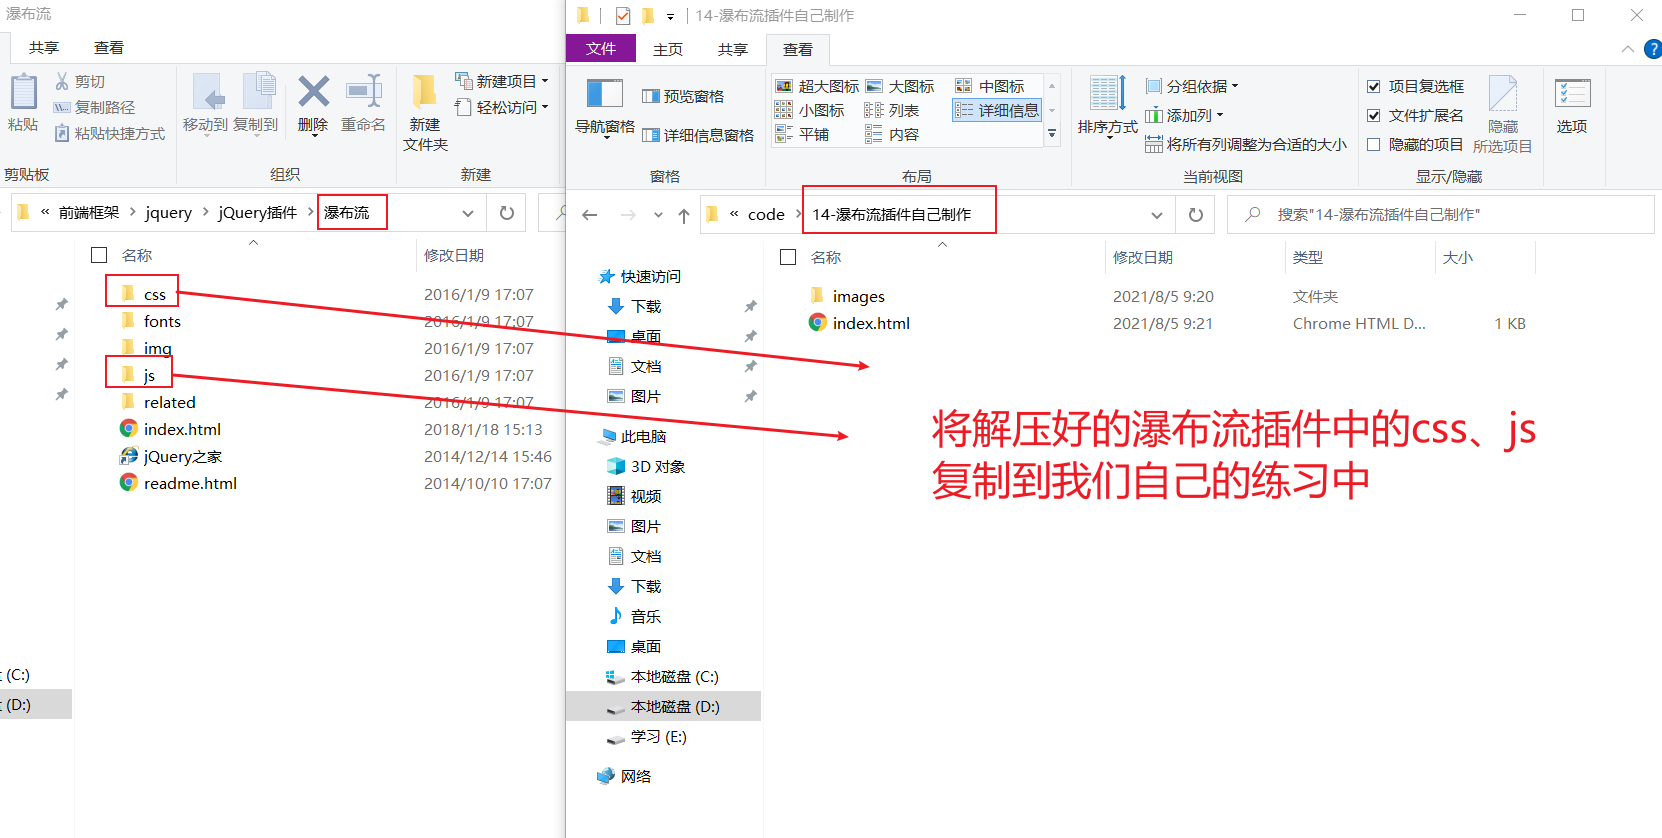 瀑布流
共享 查看
粘贴
剪切
复制路径
粘贴快捷方式
剪贴板
移动到 复制到 删除 重命名
组织
新建
文件夹
新建项目
轻松访问
新建
« 前端框架 > jquery > jQuery插件 > 瀑布流
名称 修改日期
css 2016/1/9 17:07
fonts 2016/1/9 17:07
img 2016/1/9 17:07
js 2016/1/9 17:07
related 2016/1/9 17:07
index.html 2018/1/18 15:13
jQuery之家 2014/12/14 15:46
readme.html 2014/10/10 17:07
(C:)
(D:)
14-瀑布流插件自己制作
文件 主页 共享 查看
导航窗格
预览窗格
详细信息窗格
窗格
超大图标 大图标 中图标
小图标 列表 详细信息
平铺 内容
布局
排序方式
分组依据
添加列
将所有列调整为合适的大小
当前视图
项目复选框
文件扩展名
隐藏的项目
隐藏
所选项目
显示/隐藏
选项
« code > 14-瀑布流插件自己制作
搜索"14-瀑布流插件自己制作"
名称 修改日期 类型 大小
images 2021/8/5 9:20 文件夹
index.html 2021/8/5 9:21 Chrome HTML D... 1 KB
快速访问
下载
桌面
文档
图片
此电脑
3D 对象
视频
图片
文档
下载
音乐
桌面
本地磁盘 (C:)
本地磁盘 (D:)
学习 (E:)
网络
将解压好的瀑布流插件中的css、js
复制到我们自己的练习中